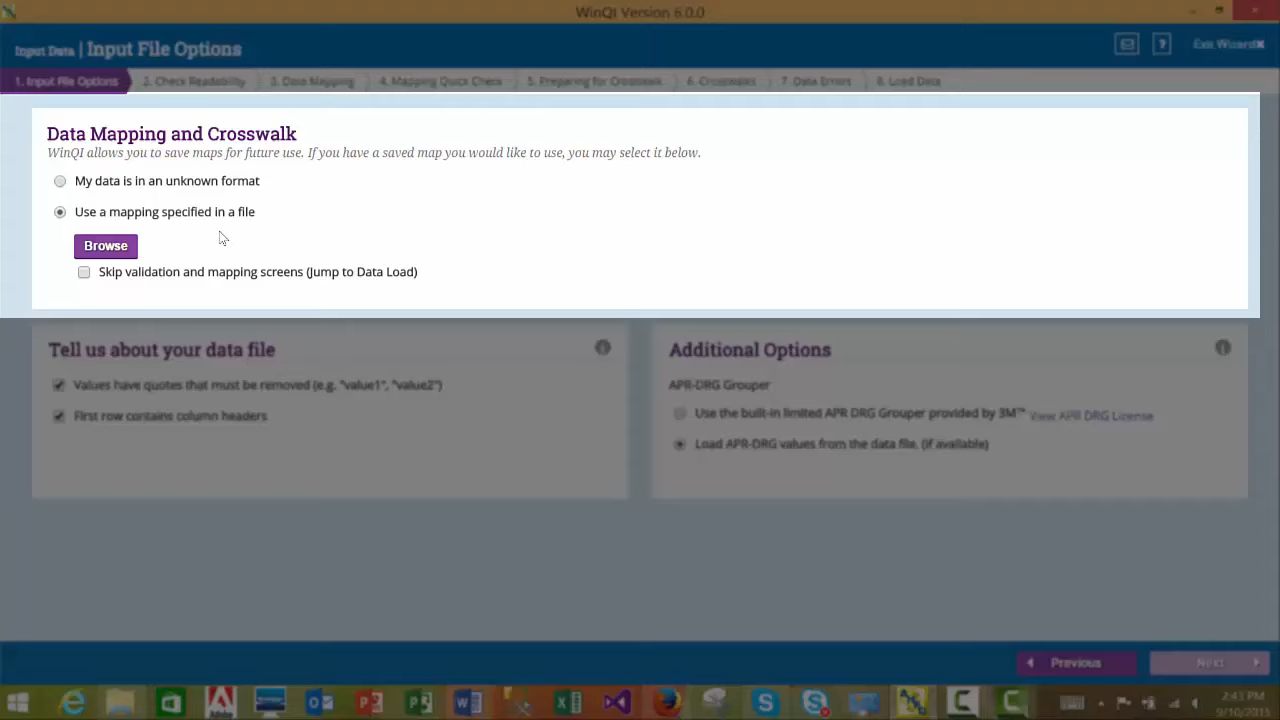 WinQI Version 6.0.0
Input Data | Input File Options
? Exit Wizard ✖
1. Input File Options 2. Check Readability 3. Data Mapping 4. Mapping Quick Check 5. Preparing for Crosswalk 6. Crosswalks 7. Data Errors 8. Load Data
Data Mapping and Crosswalk
WinQI allows you to save maps for future use. If you have a saved map you would like to use, you may select it below.
My data is in an unknown format
Use a mapping specified in a file
Browse
Skip validation and mapping screens (Jump to Data Load)
Tell us about your data file
Values have quotes that must be removed (e.g. "value1", "value2")
First row contains column headers
Additional Options
APR-DRG Grouper
Use the built-in limited APR DRG Grouper provided by 3M™ View APR DRG License
Load APR-DRG values from the data file. (if available)
Previous
Next
Adobe
2:43 PM
9/10/2015